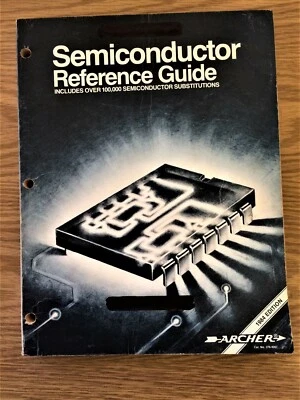 Semiconductor
Reference Guide
INCLUDES OVER 100,000 SEMICONDUCTOR SUBSTITUTIONS
1984 EDITION
ARCHER